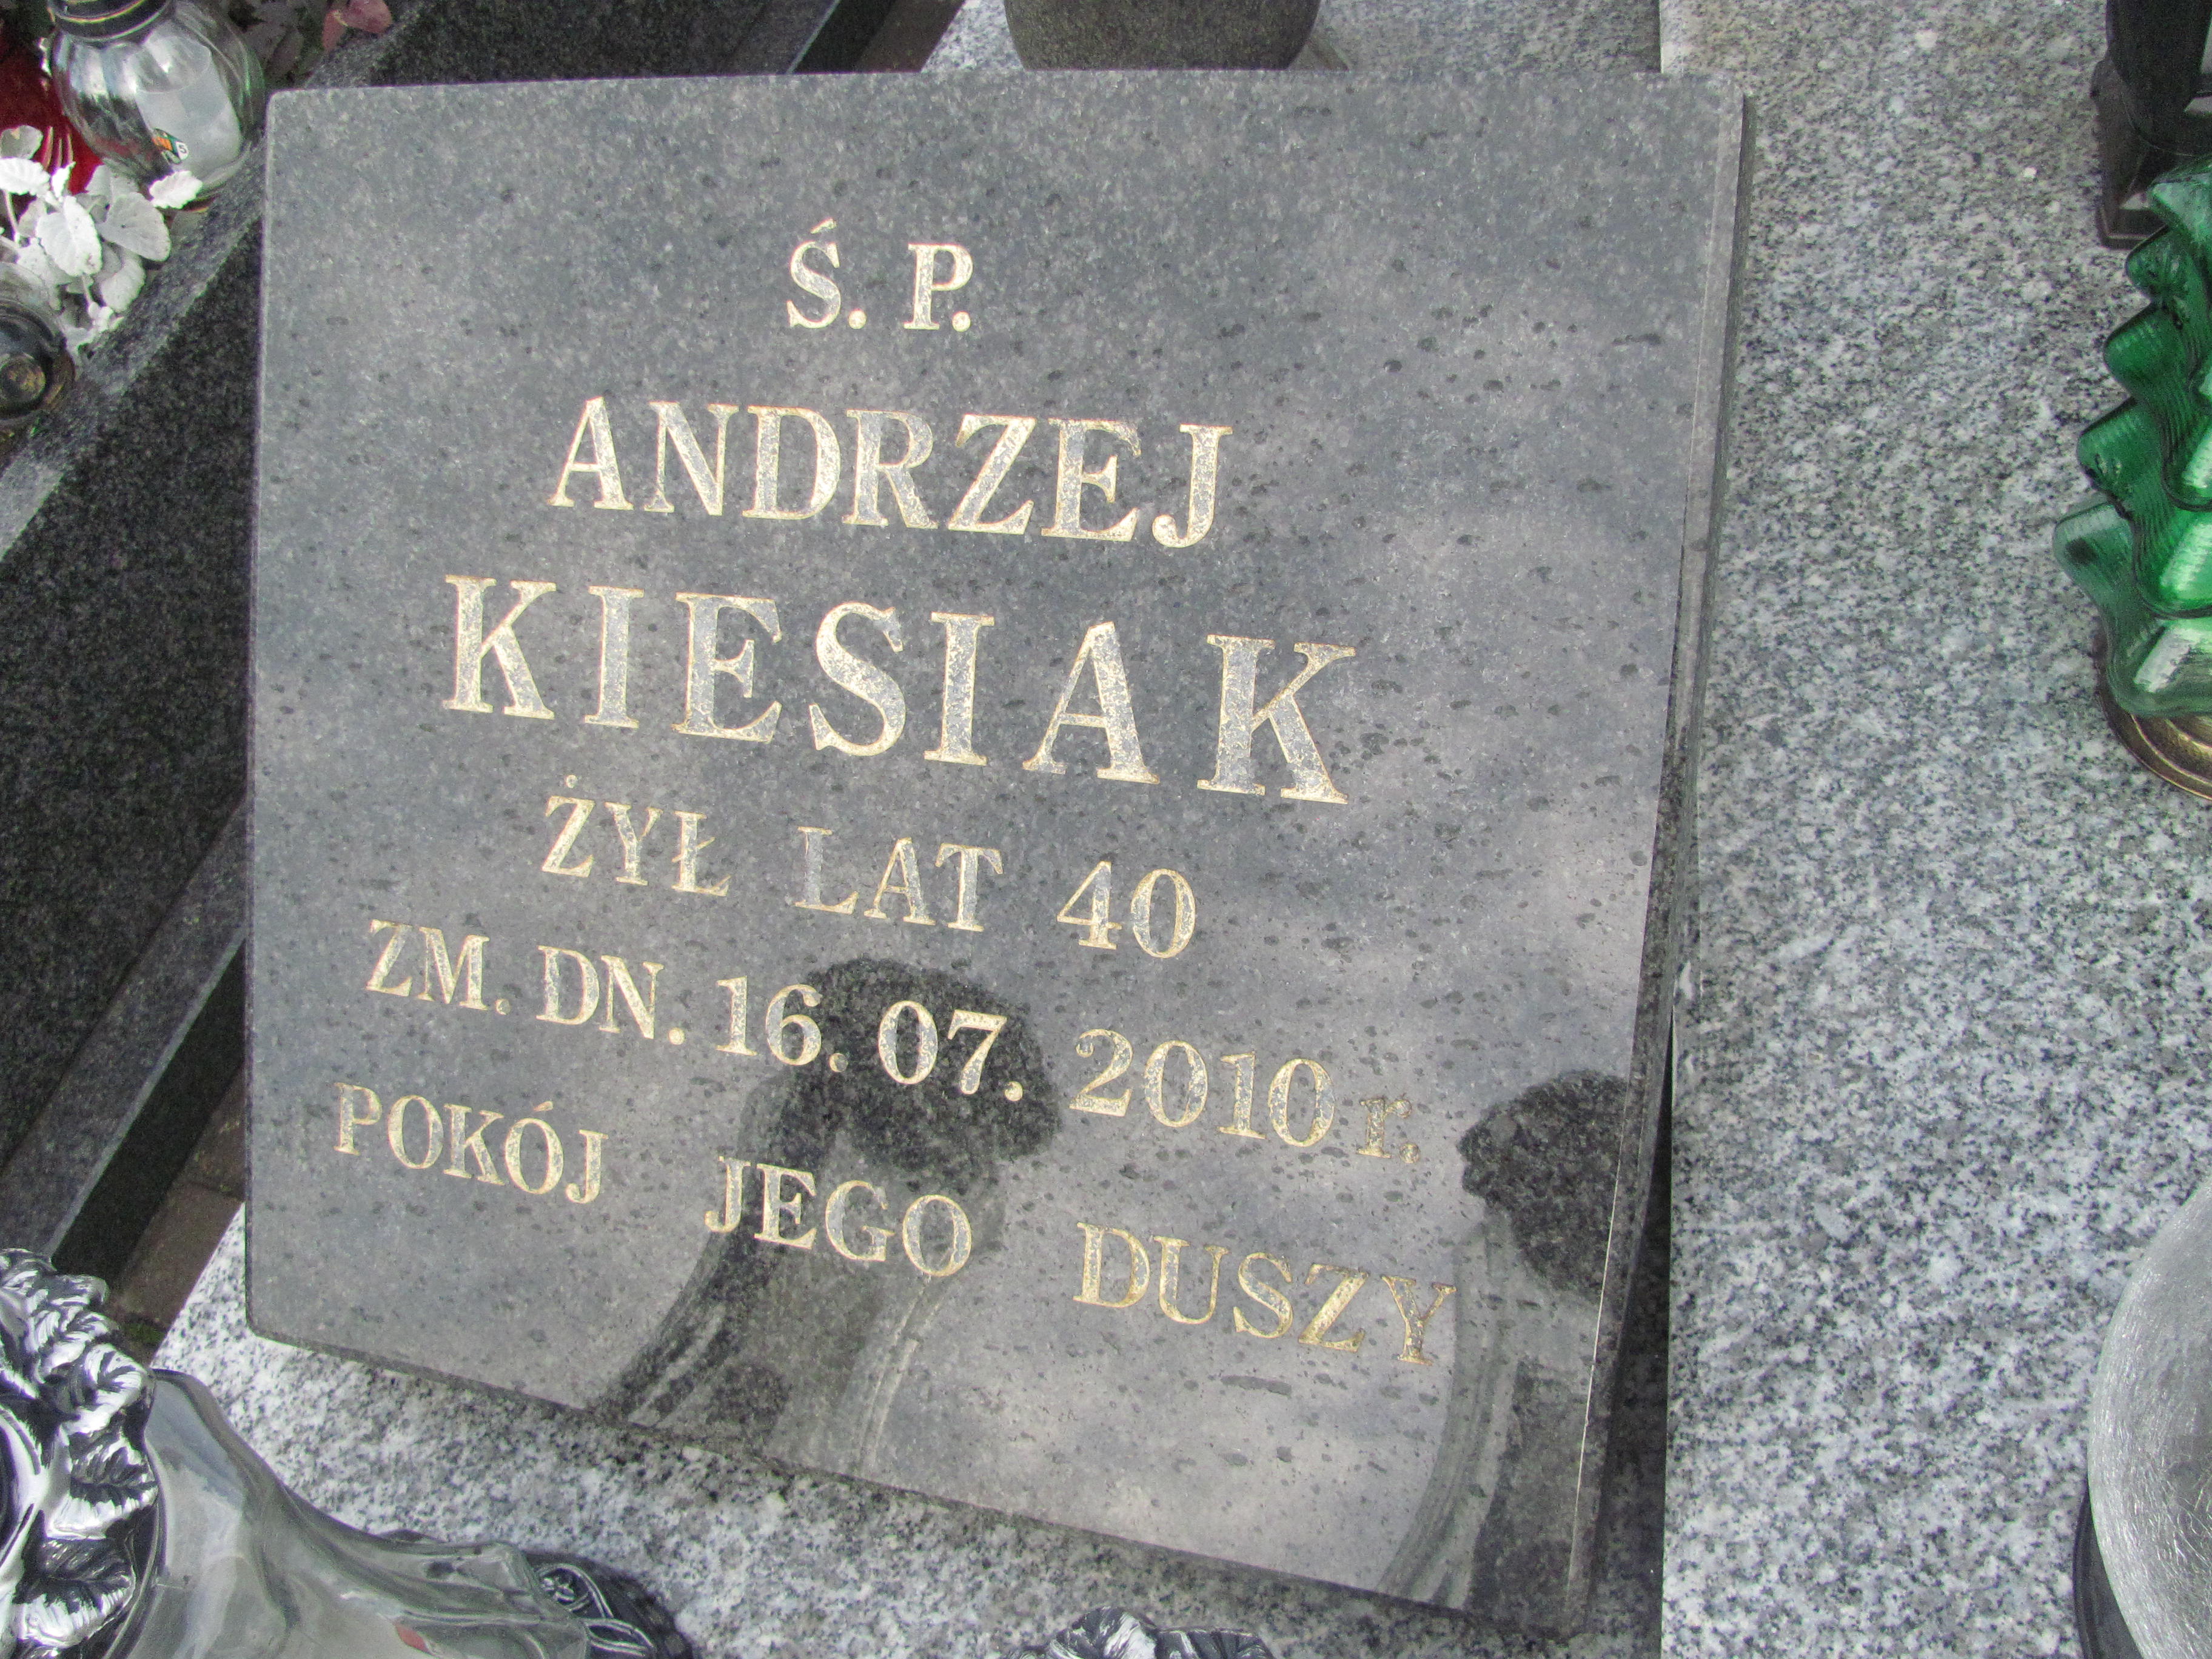 Ś. P.
ANDRZEJ
KIESIAK
ŻYŁ LAT 40
ZM. DN. 16. 07. 2010 r.
POKÓJ JEGO DUSZY